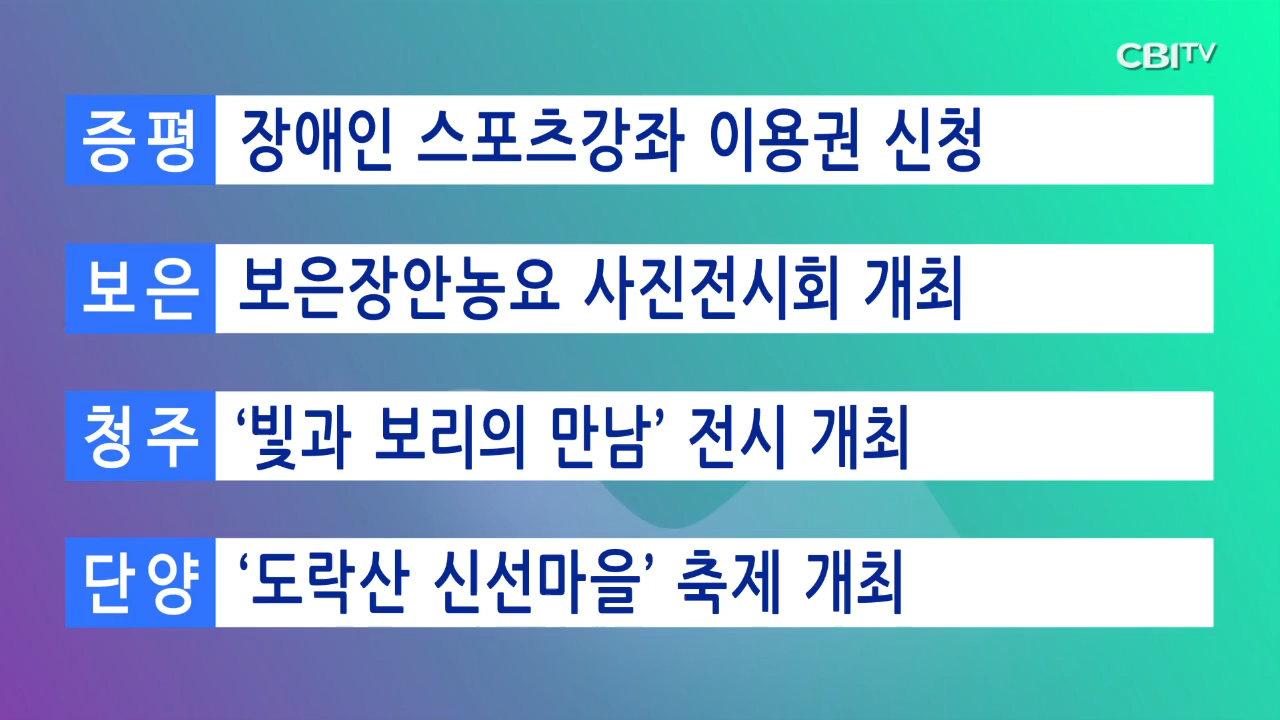 CBITV
증평 장애인 스포츠강좌 이용권 신청
보은 보은장안농요 사진전시회 개최
청주 ‘빛과 보리의 만남’ 전시 개최
단양 ‘도락산 신선마을’ 축제 개최